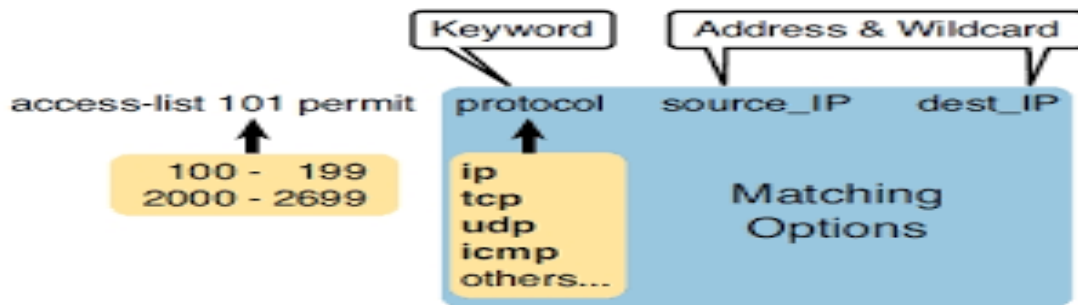 Keyword
Address & Wildcard
access-list 101 permit protocol source_IP dest_IP
100 - 199
2000 - 2699
ip
tcp
udp
icmp
others...
Matching
Options